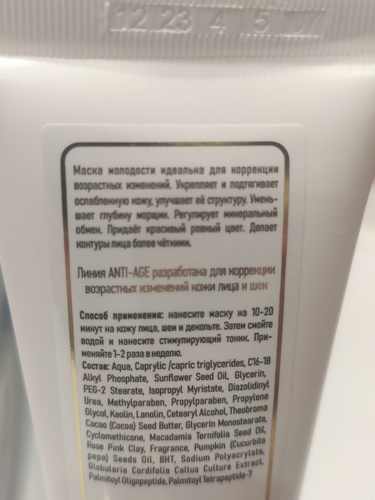 12 23 24 5
Маска молодости идеальна для коррекции
возрастных изменений. Укрепляет и подтягивает
ослабленную кожу, улучшает её структуру. Умень-
шает глубину морщин. Регулирует минеральный
обмен. Придаёт красивый ровный цвет. Делает
контуры лица более чёткими.
Линия ANTI-AGE разработана для коррекции
возрастных изменений кожи лица и шеи
Способ применения: нанесите маску на 10-20
минут на кожу лица, шеи и декольте. Затем смойте
водой и нанесите стимулирующий тоник. При-
меняйте 1-2 раза в неделю.
Состав: Aqua, Caprylic /capric triglycerides, C16-18
Alkyl Phosphate, Sunflower Seed Oil, Glycerin,
PEG-2 Stearate, Isopropyl Myristate, Diazolidinyl
Urea, Methylparaben, Propylparaben, Propylene
Glycol, Kaolin, Lanolin, Cotearyl Alcohol, Theobroma
Cacao (Cocoa) Seed Butter, Glycerin Monostearate,
Cyclomethicone, Macadamia Ternifolia Seed Oil,
Rose Pink Clay, Fragrance, Pumpkin (Cucurbita
pepo) Seeds Oil, BHT, Sodium Polyacrylate,
Globularia Cordifolia Callus Culture Extract,
Palmitoyl Oligopeptide, Palmitoyl Tetrapeptide-7